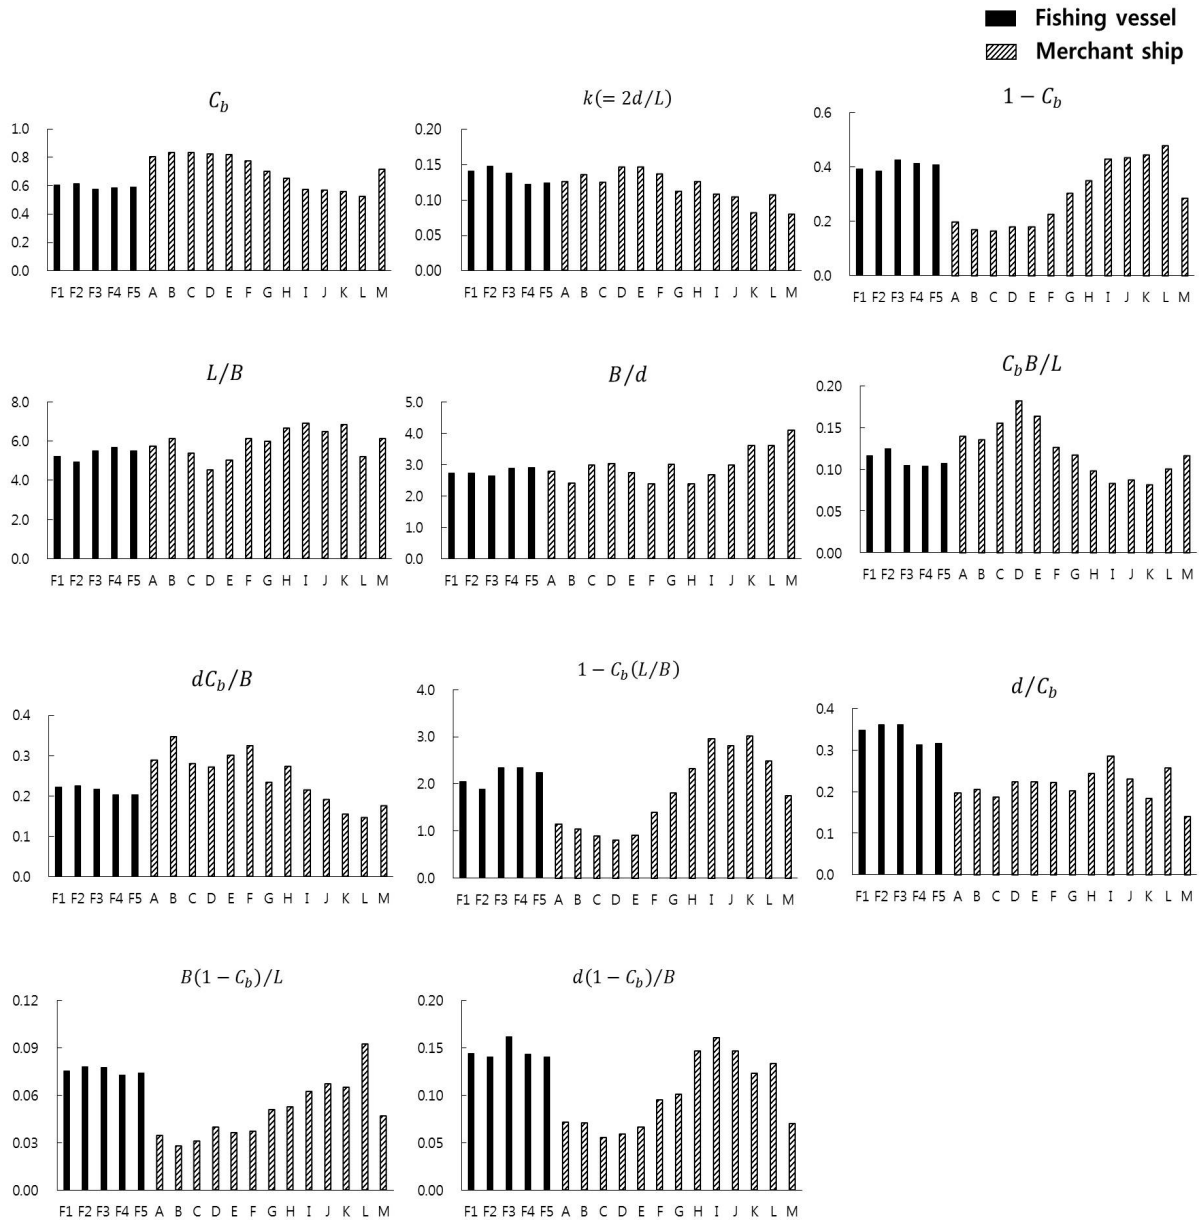 Fishing vessel
Merchant ship
C_b
1.0
0.8
0.6
0.4
0.2
0.0
F1 F2 F3 F4 F5 A B C D E F G H I J K L M
k(= 2d/L)
0.20
0.15
0.10
0.05
0.00
F1 F2 F3 F4 F5 A B C D E F G H I J K L M
1 − C_b
0.6
0.4
0.2
0.0
F1 F2 F3 F4 F5 A B C D E F G H I J K L M
L/B
8.0
6.0
4.0
2.0
0.0
F1 F2 F3 F4 F5 A B C D E F G H I J K L M
B/d
5.0
4.0
3.0
2.0
1.0
0.0
F1 F2 F3 F4 F5 A B C D E F G H I J K L M
C_bB/L
0.20
0.15
0.10
0.05
0.00
F1 F2 F3 F4 F5 A B C D E F G H I J K L M
dC_b/B
0.4
0.3
0.2
0.1
0.0
F1 F2 F3 F4 F5 A B C D E F G H I J K L M
1 − C_b(L/B)
4.0
3.0
2.0
1.0
0.0
F1 F2 F3 F4 F5 A B C D E F G H I J K L M
d/C_b
0.4
0.3
0.2
0.1
0.0
F1 F2 F3 F4 F5 A B C D E F G H I J K L M
B(1 − C_b)/L
0.12
0.09
0.06
0.03
0.00
F1 F2 F3 F4 F5 A B C D E F G H I J K L M
d(1 − C_b)/B
0.20
0.15
0.10
0.05
0.00
F1 F2 F3 F4 F5 A B C D E F G H I J K L M